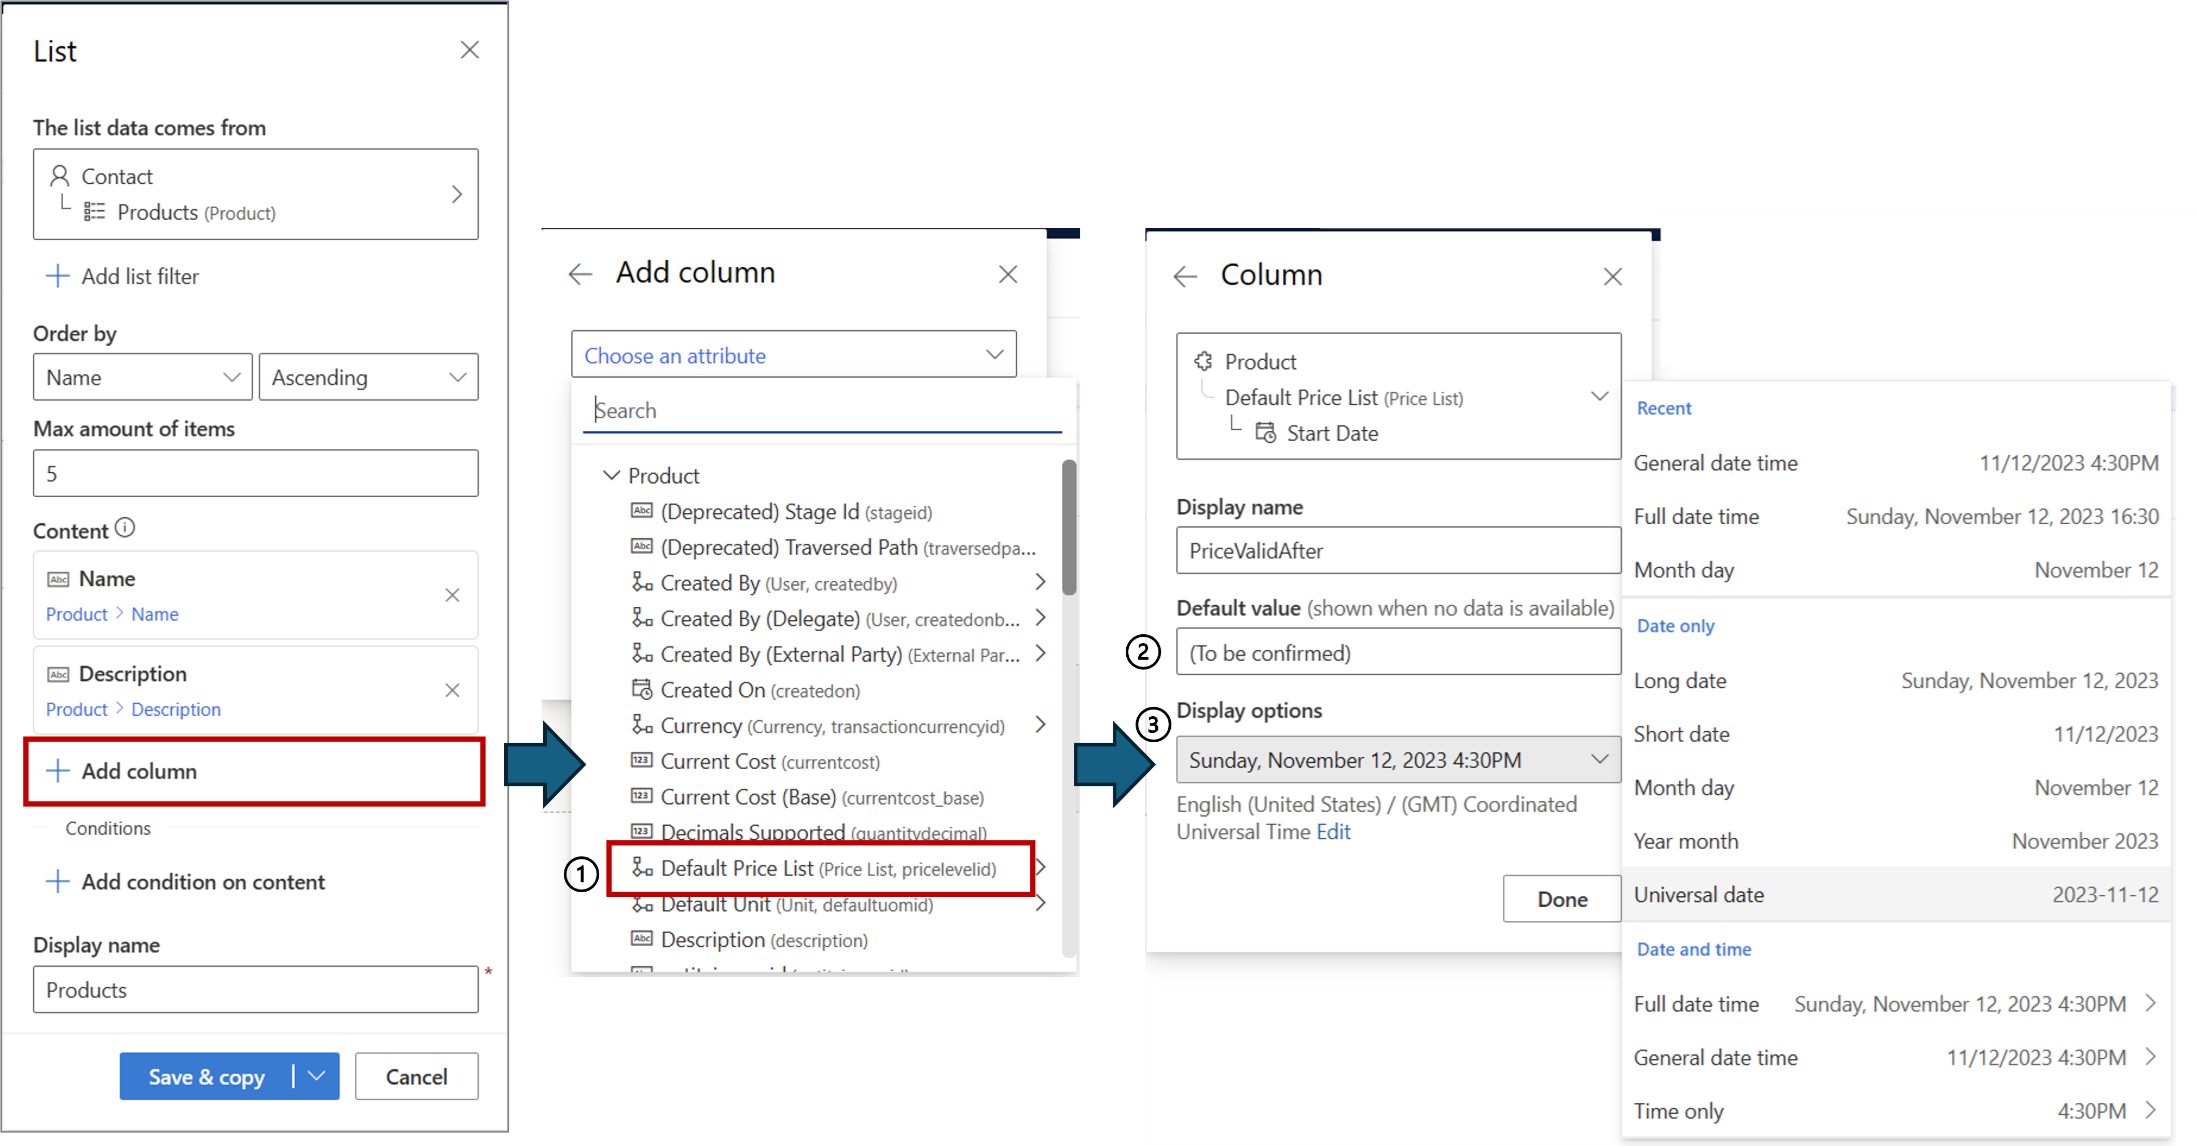 List
The list data comes from
Contact
Products (Product)
Add list filter
Order by
Name
Ascending
Max amount of items
5
Content
Abc Name
Product > Name
Abc Description
Product > Description
Add column
Conditions
Add condition on content
Display name
Products
*
Save & copy
Cancel
Add column
Choose an attribute
Search
Product
Abc (Deprecated) Stage Id (stageid)
Abc (Deprecated) Traversed Path (traversedpa...
Created By (User, createdby)
Created By (Delegate) (User, createdonb...
Created By (External Party) (External Par...
Created On (createdon)
Currency (Currency, transactioncurrencyid)
123 Current Cost (currentcost)
123 Current Cost (Base) (currentcost_base)
123 Decimals Supported (quantitydecimal)
① Default Price List (Price List, pricelevelid)
Default Unit (Unit, defaultuomid)
Abc Description (description)
Column
Product
Default Price List (Price List)
Start Date
Display name
PriceValidAfter
Default value (shown when no data is available)
② (To be confirmed)
③ Display options
Sunday, November 12, 2023 4:30PM
English (United States) / (GMT) Coordinated
Universal Time Edit
Done
Recent
General date time 11/12/2023 4:30PM
Full date time Sunday, November 12, 2023 16:30
Month day November 12
Date only
Long date Sunday, November 12, 2023
Short date 11/12/2023
Month day November 12
Year month November 2023
Universal date 2023-11-12
Date and time
Full date time Sunday, November 12, 2023 4:30PM
General date time 11/12/2023 4:30PM
Time only 4:30PM